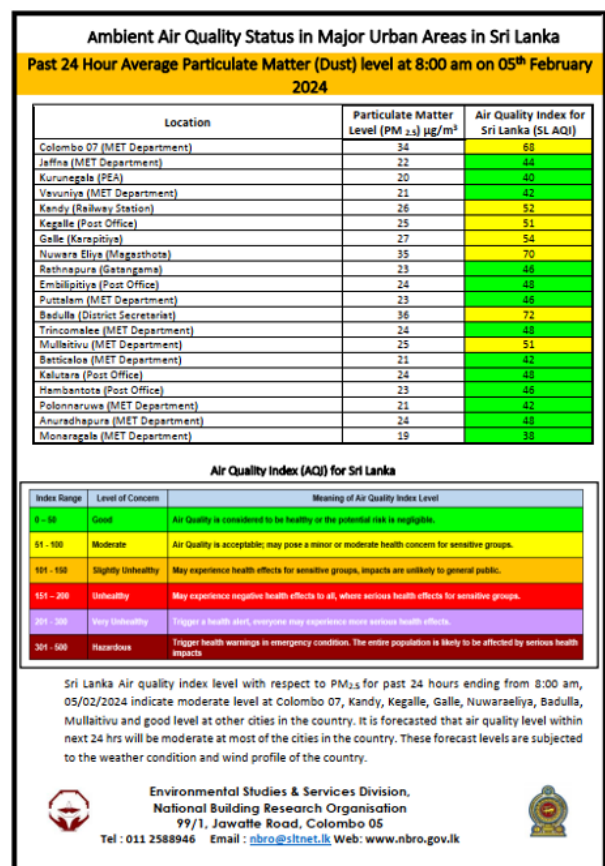 Ambient Air Quality Status in Major Urban Areas in Sri Lanka
Past 24 Hour Average Particulate Matter (Dust) level at 8:00 am on 05th February
2024
Location Particulate Matter Level (PM 2.5) µg/m³ Air Quality Index for Sri Lanka (SL AQI)
Colombo 07 (MET Department) 34 68
Jaffna (MET Department) 22 44
Kurunegala (PEA) 20 40
Vavuniya (MET Department) 21 42
Kandy (Railway Station) 26 52
Kegalle (Post Office) 25 51
Galle (Karapitiya) 27 54
Nuwara Eliya (Magasthota) 35 70
Rathnapura (Gatangama) 23 46
Embilipitiya (Post Office) 24 48
Puttalam (MET Department) 23 46
Badulla (District Secretariat) 36 72
Trincomalee (MET Department) 24 48
Mullaitivu (MET Department) 25 51
Batticaloa (MET Department) 21 42
Kalutara (Post Office) 24 48
Hambantota (Post Office) 23 46
Polonnaruwa (MET Department) 21 42
Anuradhapura (MET Department) 24 48
Monaragala (MET Department) 19 38
Air Quality Index (AQI) for Sri Lanka
Index Range Level of Concern Meaning of Air Quality Index Level
0 – 50 Good Air Quality is considered to be healthy or the potential risk is negligible.
51 - 100 Moderate Air Quality is acceptable; may pose a minor or moderate health concern for sensitive groups.
101 - 150 Slightly Unhealthy May experience health effects for sensitive groups, impacts are unlikely to general public.
151 – 200 Unhealthy May experience negative health effects to all, where serious health effects for sensitive groups.
201 - 300 Very Unhealthy Trigger a health alert, everyone may experience more serious health effects.
301 - 500 Hazardous Trigger health warnings in emergency condition. The entire population is likely to be affected by serious health
impacts
Sri Lanka Air quality index level with respect to PM2.5 for past 24 hours ending from 8:00 am,
05/02/2024 indicate moderate level at Colombo 07, Kandy, Kegalle, Galle, Nuwaraeliya, Badulla,
Mullaitivu and good level at other cities in the country. It is forecasted that air quality level within
next 24 hrs will be moderate at most of the cities in the country. These forecast levels are subjected
to the weather condition and wind profile of the country.
Environmental Studies & Services Division,
National Building Research Organisation
99/1, Jawatte Road, Colombo 05
Tel : 011 2588946 Email : nbro@sltnet.lk Web: www.nbro.gov.lk